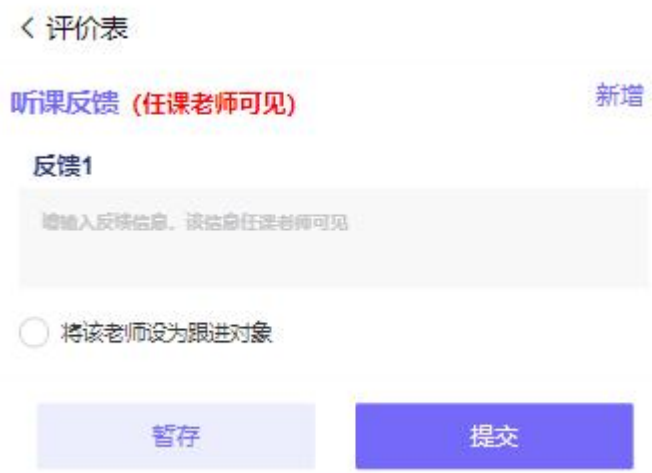 评价表
听课反馈 (任课老师可见)
新增
反馈1
请输入反馈信息，该信息任课老师可见
将该老师设为跟进对象
暂存
提交